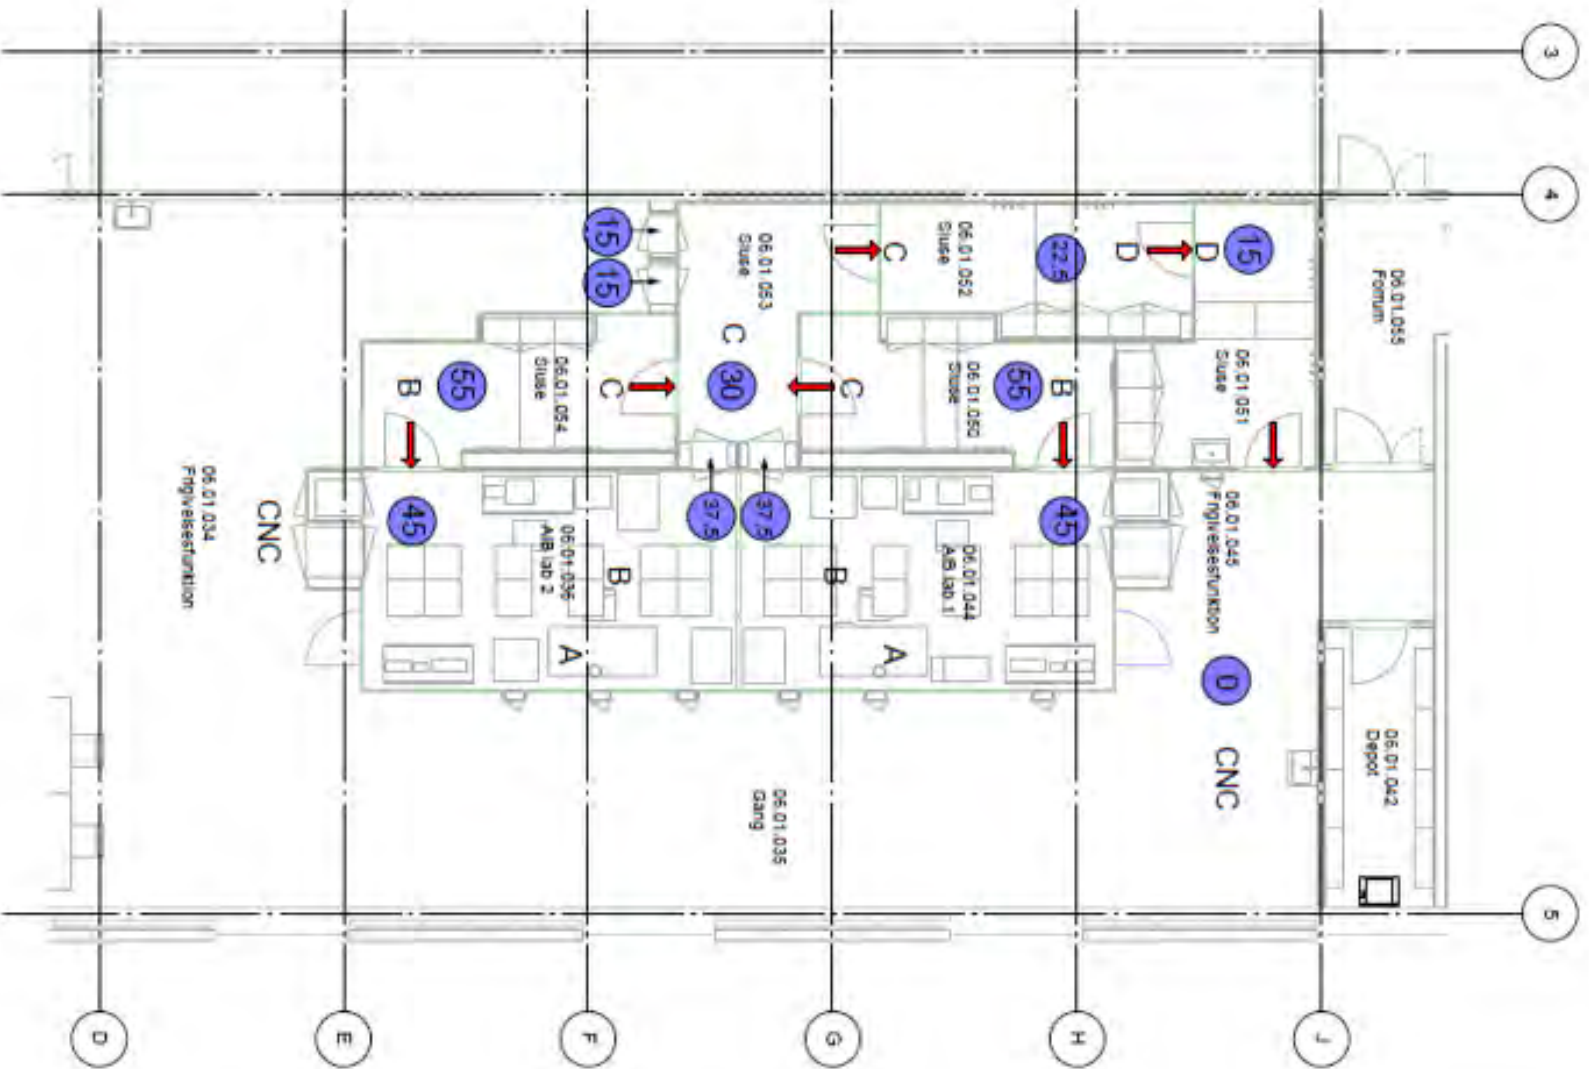 3
4
15
15
06.01.053
Sluse
C
06.01.052
Sluse
22.5
D
D
15
06.01.055
Forrum
B
55
06.01.054
Sluse
C
C
30
C
06.01.050
Sluse
55
B
06.01.051
Sluse
06.01.034
Frigivelsesfunktion
CNC
45
06.01.036
AIB lab 2
B
A
37.5
37.5
B
A
06.01.044
AIB lab 1
45
06.01.045
Frigivelsesfunktion
0
CNC
06.01.042
Depot
06.01.035
Gang
5
D
E
F
G
H
J